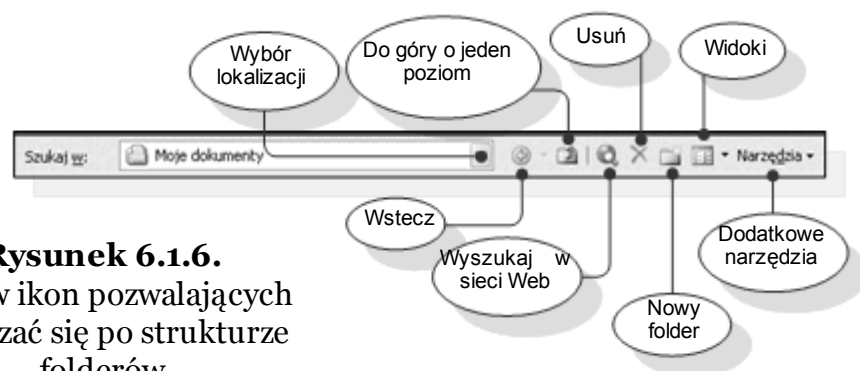 Wybór
lokalizacji
Do góry o jeden
poziom
Usuń
Widoki
Szukaj w:
Moje dokumenty
Narzędzia
Wstecz
Wyszukaj w
sieci Web
Nowy
folder
Dodatkowe
narzędzia
Rysunek 6.1.6.
w ikon pozwalających
zać się po strukturze
folderów